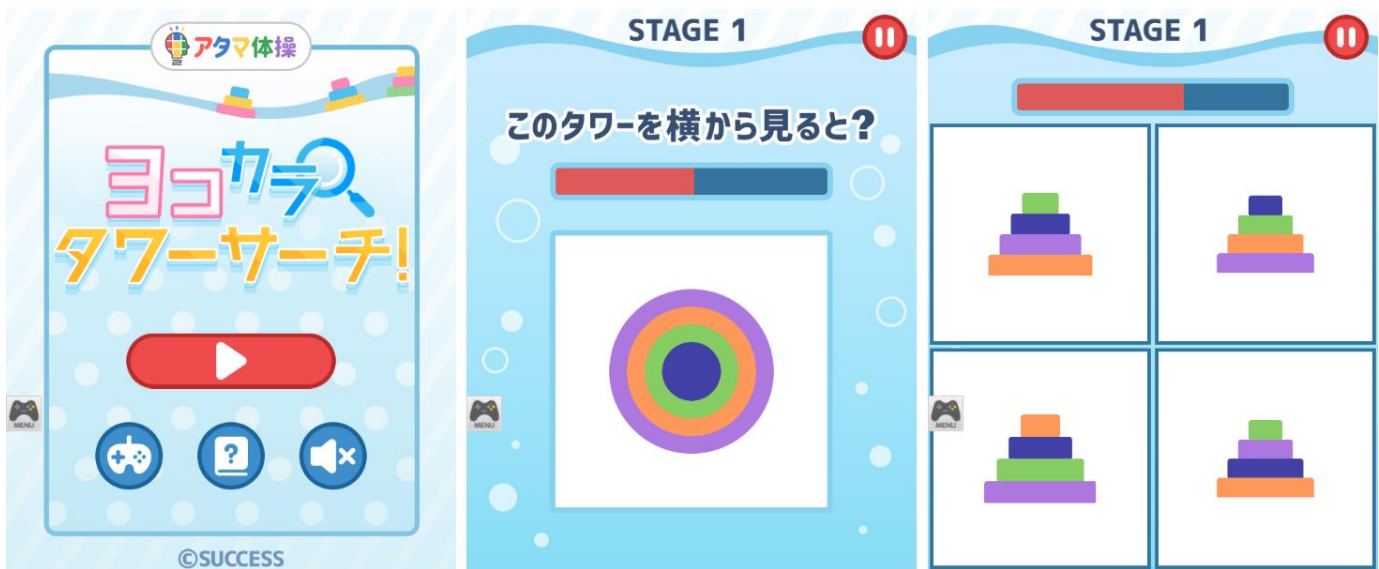 アタマ体操
ヨコカラ
タワーサーチ!
?
MENU
©SUCCESS
STAGE 1
このタワーを横から見ると?
MENU
STAGE 1
MENU